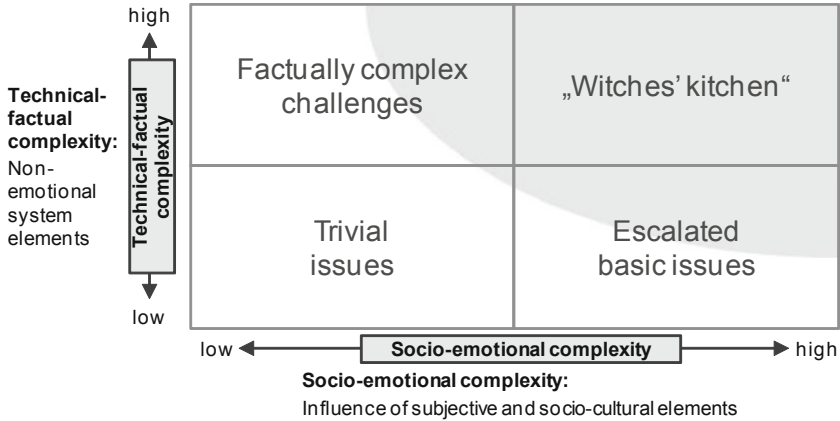 high
Technical-
factual
complexity:
Non-
emotional
system
elements
Technical-factual
complexity
low
Factually complex
challenges
„Witches’ kitchen“
Trivial
issues
Escalated
basic issues
low
Socio-emotional complexity
high
Socio-emotional complexity:
Influence of subjective and socio-cultural elements